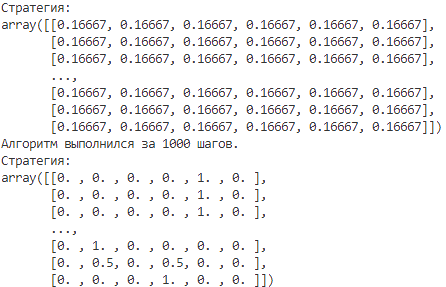 Стратегия:
array([[0.16667, 0.16667, 0.16667, 0.16667, 0.16667, 0.16667],
       [0.16667, 0.16667, 0.16667, 0.16667, 0.16667, 0.16667],
       [0.16667, 0.16667, 0.16667, 0.16667, 0.16667, 0.16667],
       ...,
       [0.16667, 0.16667, 0.16667, 0.16667, 0.16667, 0.16667],
       [0.16667, 0.16667, 0.16667, 0.16667, 0.16667, 0.16667],
       [0.16667, 0.16667, 0.16667, 0.16667, 0.16667, 0.16667]])
Алгоритм выполнился за 1000 шагов.
Стратегия:
array([[0. , 0. , 0. , 0. , 1. , 0. ],
       [0. , 0. , 0. , 0. , 1. , 0. ],
       [0. , 0. , 0. , 0. , 1. , 0. ],
       ...,
       [0. , 1. , 0. , 0. , 0. , 0. ],
       [0. , 0.5, 0. , 0.5, 0. , 0. ],
       [0. , 0. , 0. , 1. , 0. , 0. ]])